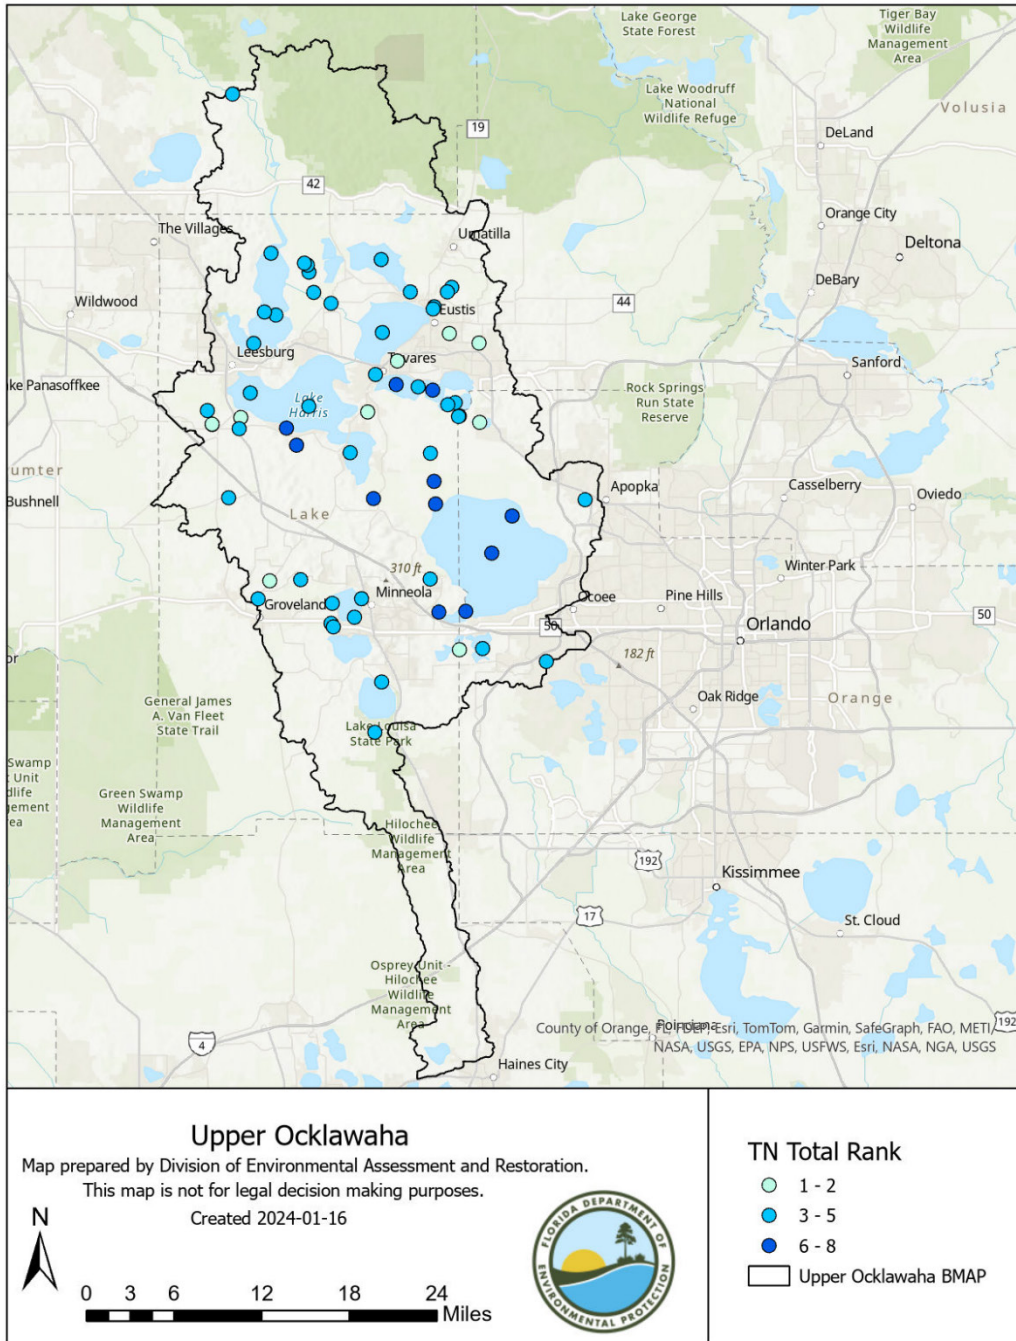 Lake George
State Forest
Tiger Bay
Wildlife
Management
Area
Lake Woodruff
National
Wildlife Refuge
Volusia
19
DeLand
42
The Villages
Umatilla
Orange City
Deltona
DeBary
Wildwood
44
Eustis
Leesburg
Tavares
Sanford
ke Panasoffkee
Lake
Harris
Rock Springs
Run State
Reserve
umter
Bushnell
Apopka
Casselberry
Oviedo
Lake
310 ft
Winter Park
Minneola
Groveland
Ocoee
Pine Hills
50
50
Orlando
or
182 ft
General James
A. Van Fleet
State Trail
Oak Ridge
Orange
Lake Louisa
State Park
Swamp
Unit
dlife
gement
rea
Green Swamp
Wildlife
Management
Area
Hilochee
Wildlife
Management
Area
192
Kissimmee
17
St. Cloud
Osprey Unit -
Hilochee
Wildlife
Management
Area
Poinciana
192
County of Orange, FL, FDEP, Esri, TomTom, Garmin, SafeGraph, FAO, METI/
NASA, USGS, EPA, NPS, USFWS, Esri, NASA, NGA, USGS
4
Haines City
Upper Ocklawaha
Map prepared by Division of Environmental Assessment and Restoration.
This map is not for legal decision making purposes.
Created 2024-01-16
N
0 3 6 12 18 24
Miles
FLORIDA DEPARTMENT OF
ENVIRONMENTAL PROTECTION
TN Total Rank
1 - 2
3 - 5
6 - 8
Upper Ocklawaha BMAP